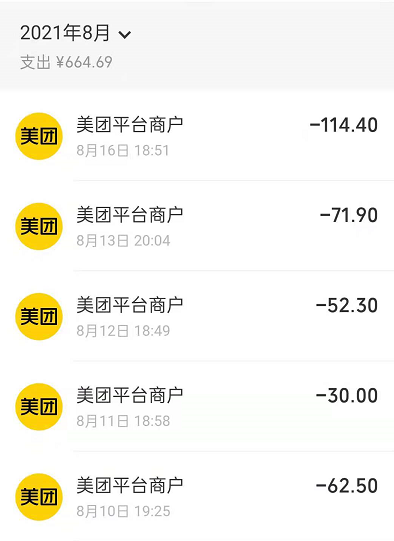 2021年8月
支出 ¥664.69
美团
美团平台商户
-114.40
8月16日 18:51
美团
美团平台商户
-71.90
8月13日 20:04
美团
美团平台商户
-52.30
8月12日 18:49
美团
美团平台商户
-30.00
8月11日 18:58
美团
美团平台商户
-62.50
8月10日 19:25